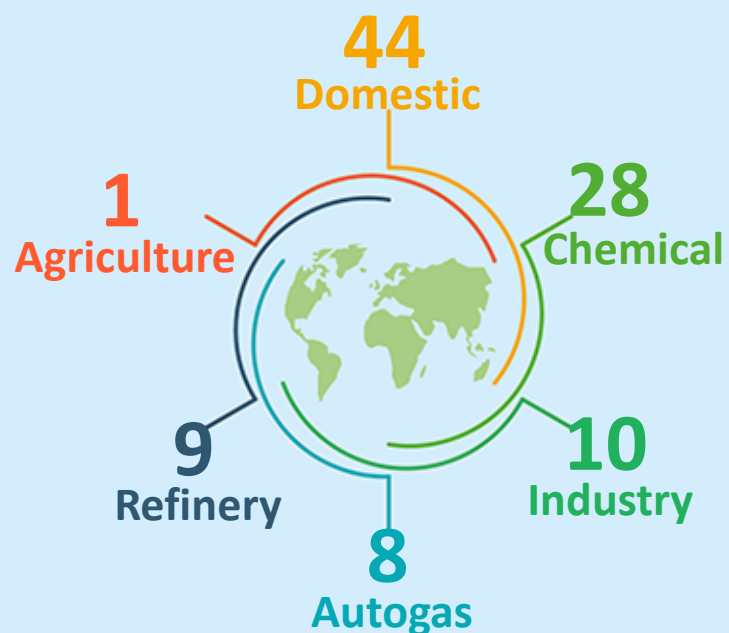 44
Domestic
28
Chemical
10
Industry
8
Autogas
9
Refinery
1
Agriculture